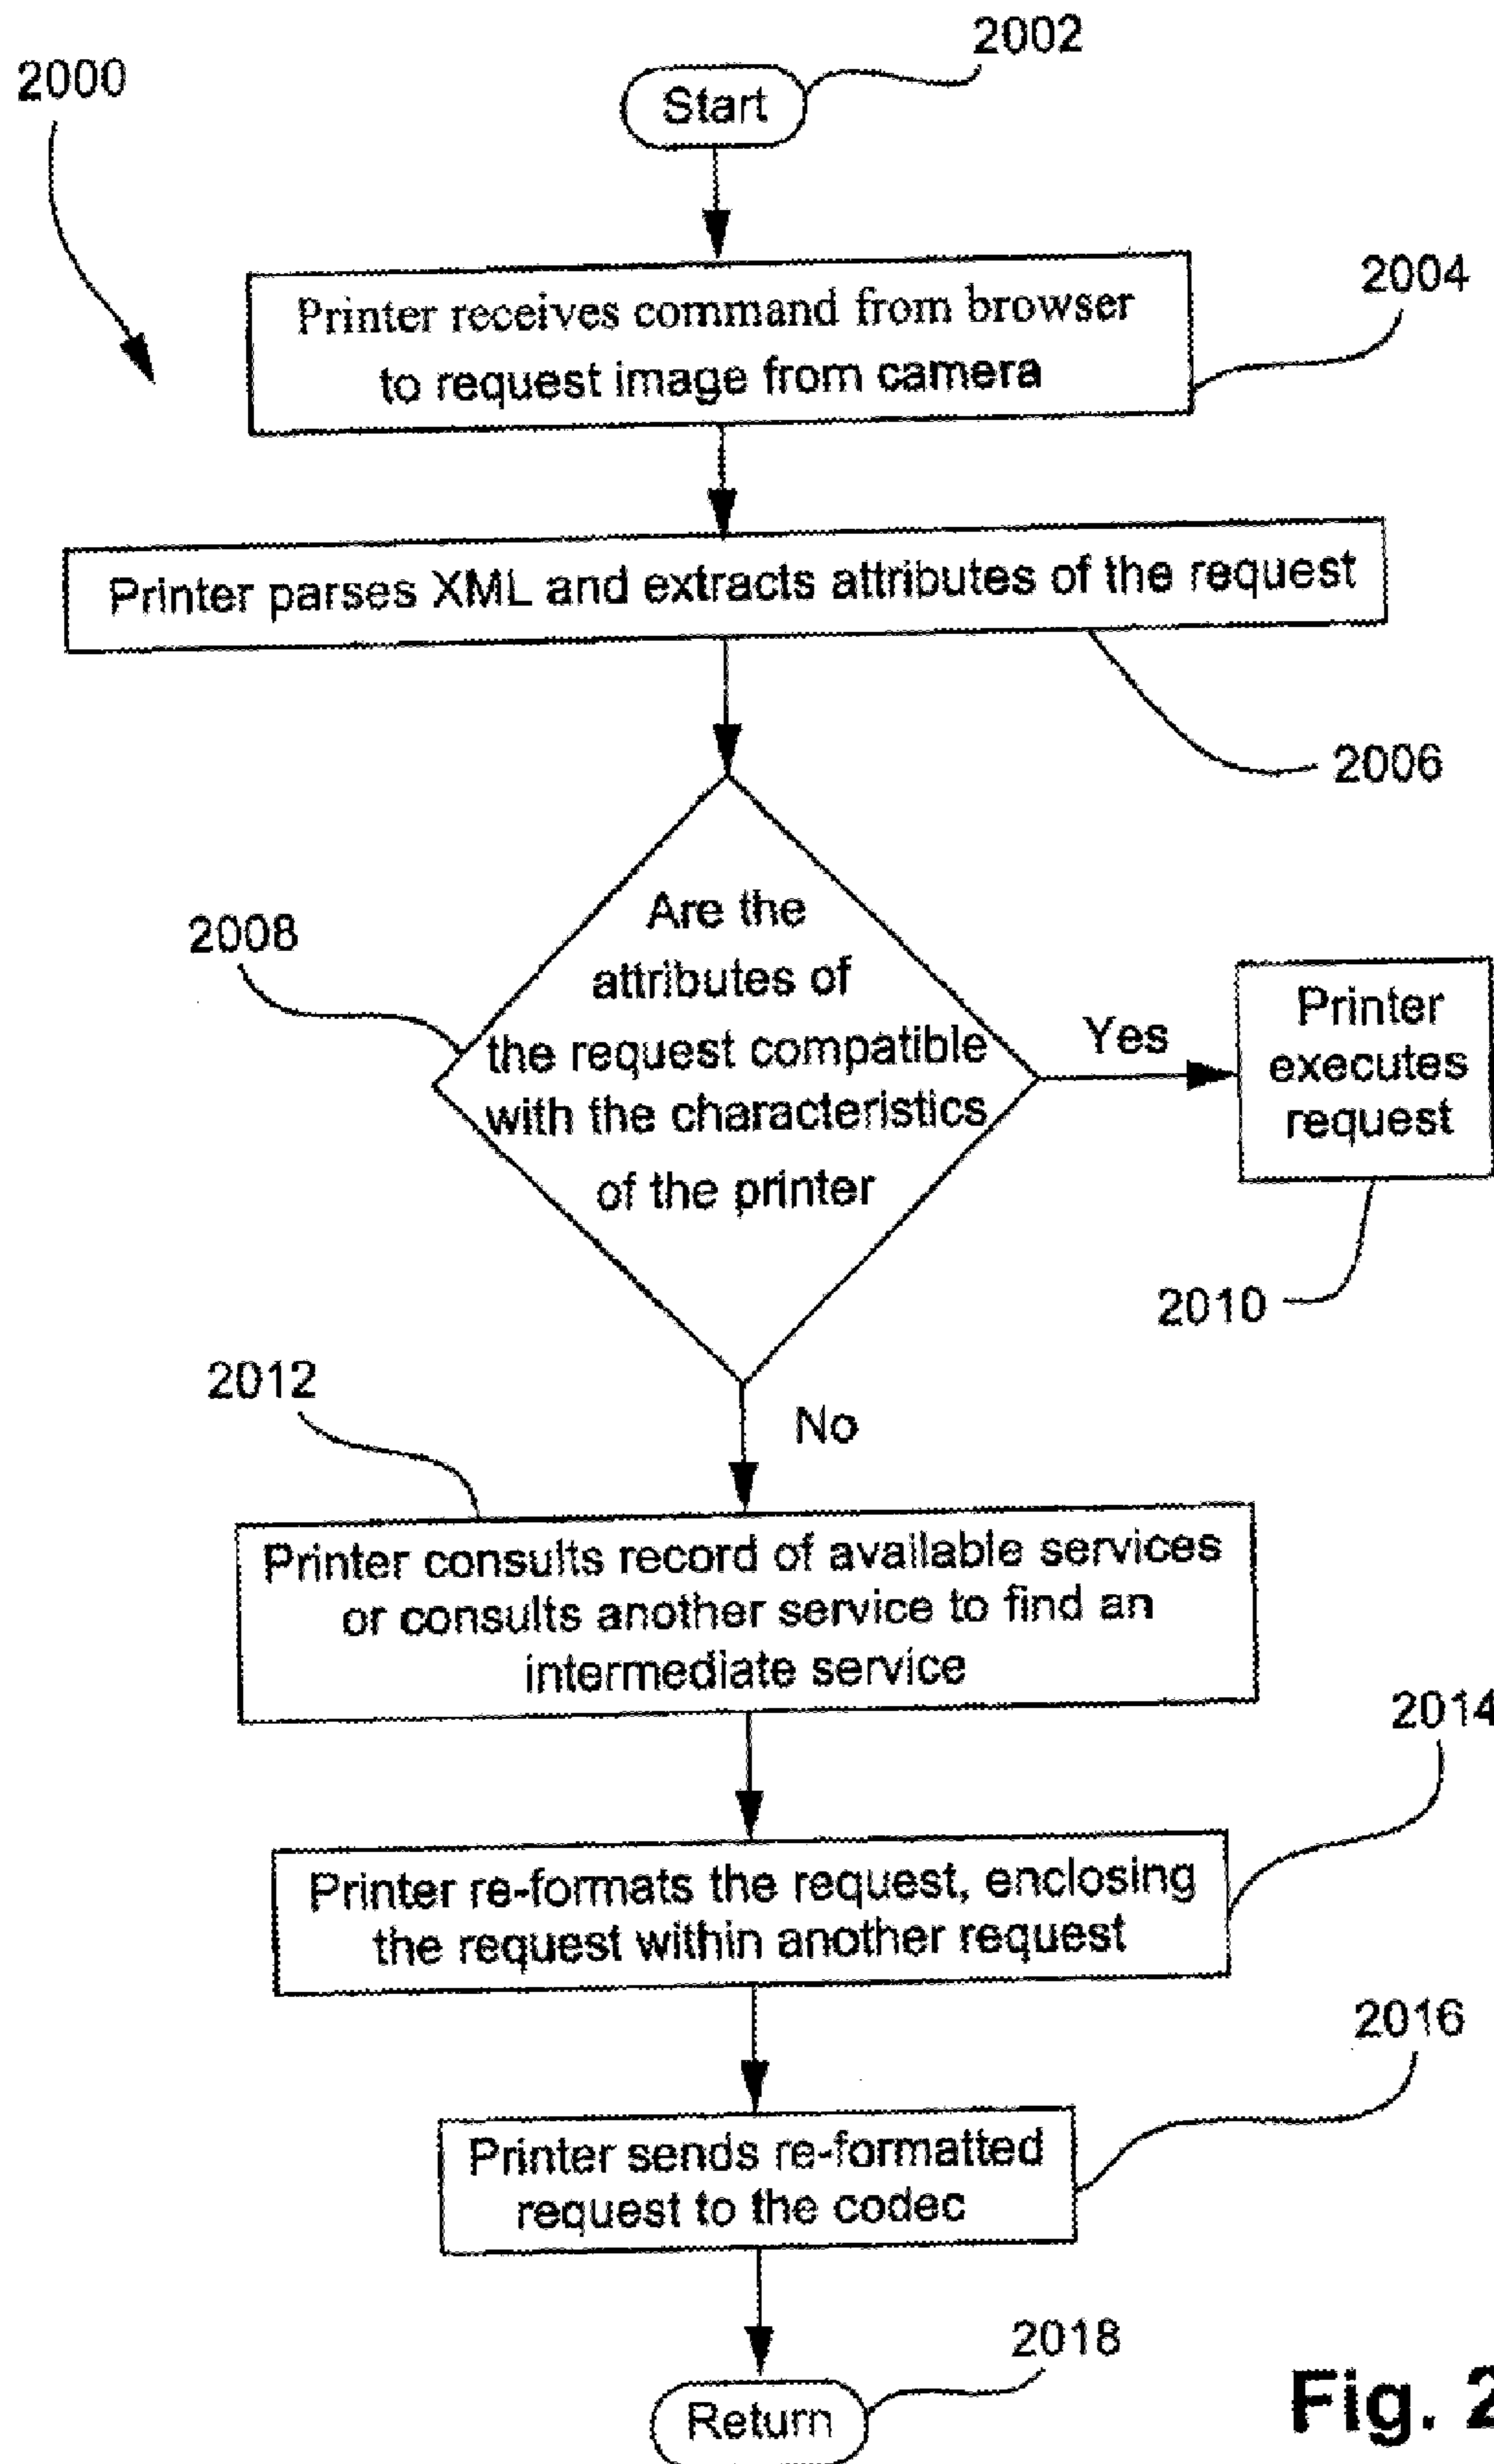 2002
2000
Start
2004
Printer receives command from browser
to request image from camera
Printer parses XML and extracts attributes of the request
2006
Are the
attributes of
the request compatible
with the characteristics
of the printer
2008
Yes
Printer
executes
request
2010
2012
No
Printer consults record of available services
or consults another service to find an
intermediate service
2014
Printer re-formats the request, enclosing
the request within another request
2016
Printer sends re-formatted
request to the codec
2018
Return
Fig. 2